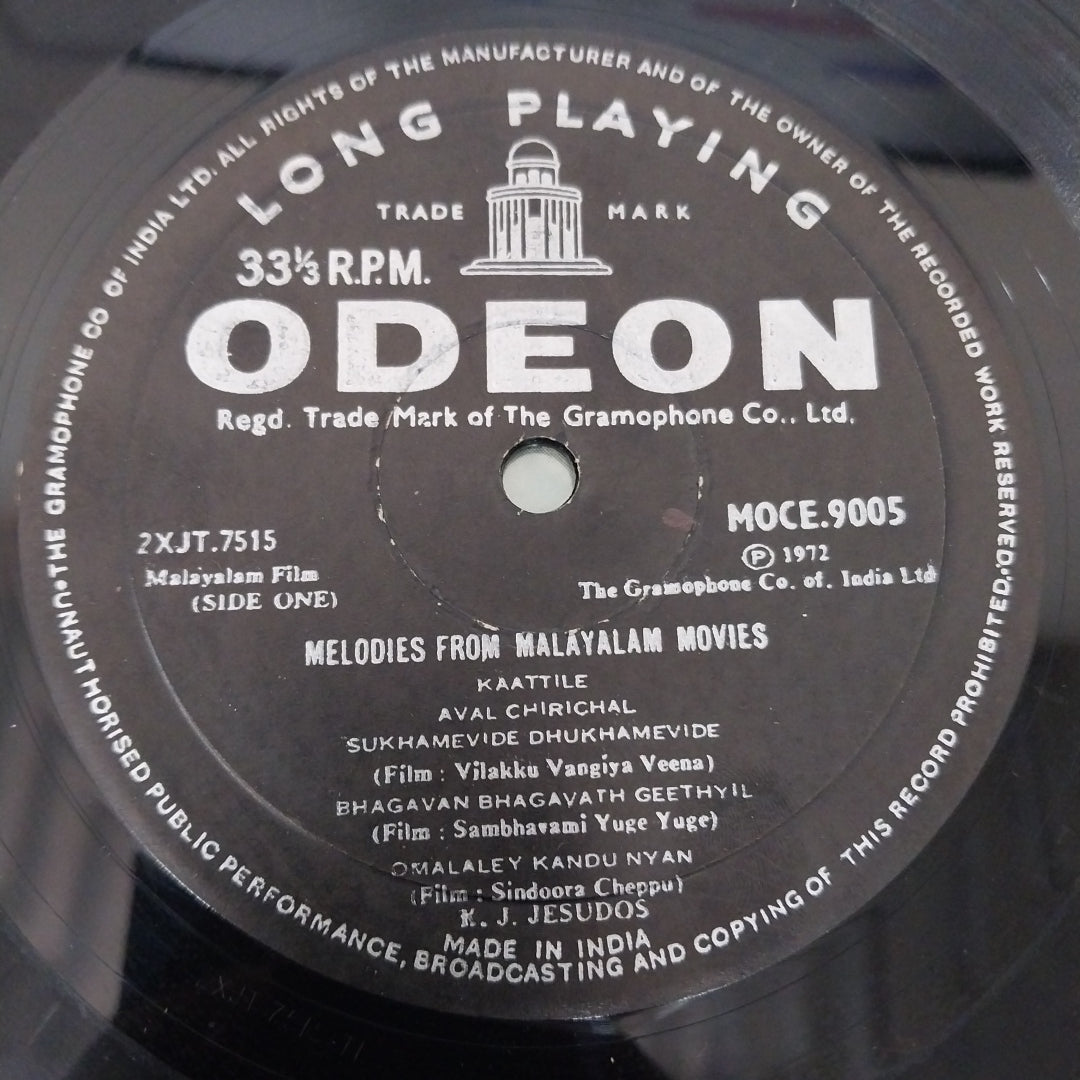 THE GRAMOPHONE CO OF INDIA LTD. ALL RIGHTS OF THE MANUFACTURER AND OF THE OWNER OF THE RECORDED WORK RESERVED.
UNAUTHORISED PUBLIC PERFORMANCE, BROADCASTING AND COPYING OF THIS RECORD PROHIBITED.
LONG PLAYING
TRADE MARK
33⅓ R.P.M.
ODEON
Regd. Trade Mark of The Gramophone Co., Ltd.
2XJT.7515
Malayalam Film
(SIDE ONE)
MOCE.9005
Ⓟ 1972
The Gramophone Co. of. India Ltd
MELODIES FROM MALAYALAM MOVIES
KAATTILE
AVAL CHIRICHAL
SUKHAMEVIDE DHUKHAMEVIDE
(Film : Vilakku Vangiya Veena)
BHAGAVAN BHAGAVATH GEETHYIL
(Film : Sambhavami Yuge Yuge)
OMALALEY KANDU NYAN
(Film : Sindoora Cheppu)
K. J. JESUDOS
MADE IN INDIA